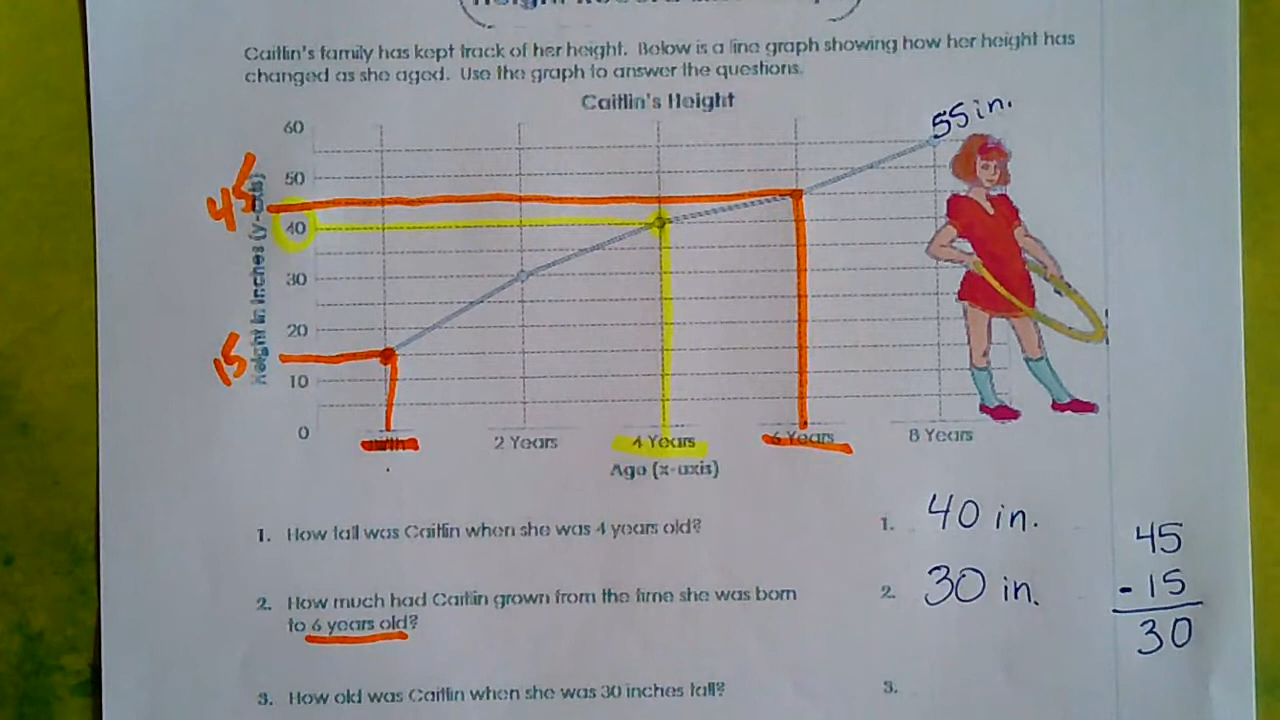 Caitlin's family has kept track of her height. Below is a line graph showing how her height has
changed as she aged. Use the graph to answer the questions.
Caitlin's Height
55 in.
60
50
45
40
30
20
15
10
0
Height in inches (y-axis)
Birth 2 Years 4 Years 6 Years 8 Years
Age (x-axis)
1. How tall was Caitlin when she was 4 years old? 1. 40 in.
2. How much had Caitlin grown from the time she was born 2. 30 in.
to 6 years old?
45
- 15
30
3. How old was Caitlin when she was 30 inches tall? 3.